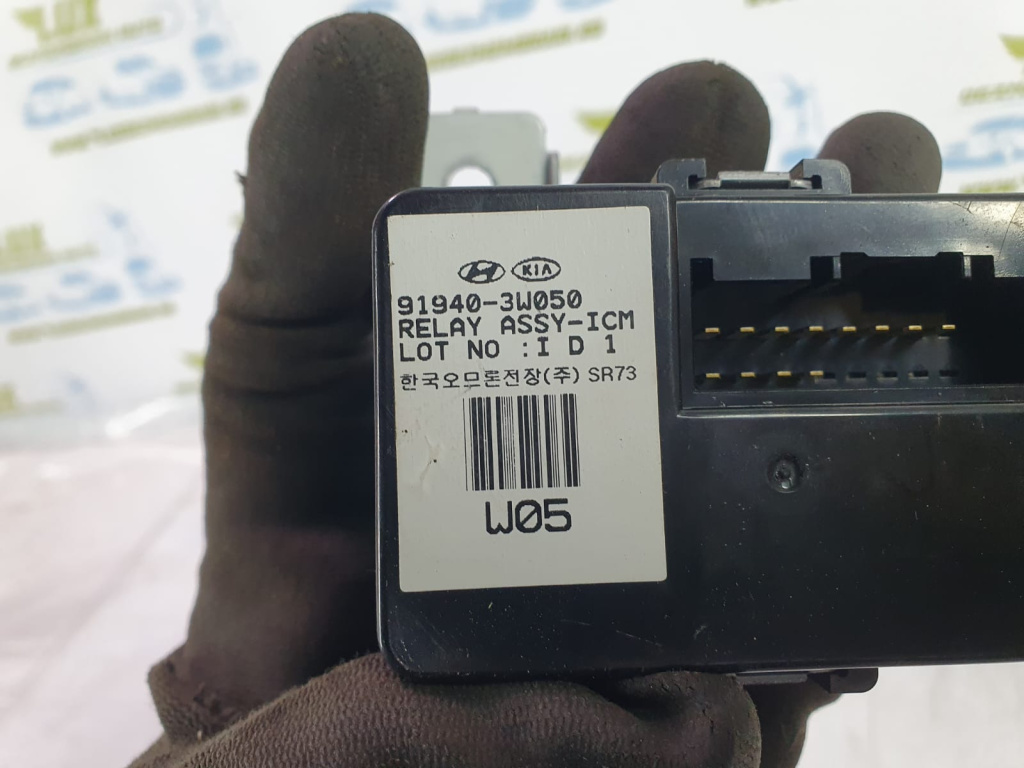 KIA
91940-3W050
RELAY ASSY-ICM
LOT NO :I D 1
한국오므론전장(주) SR73
W05